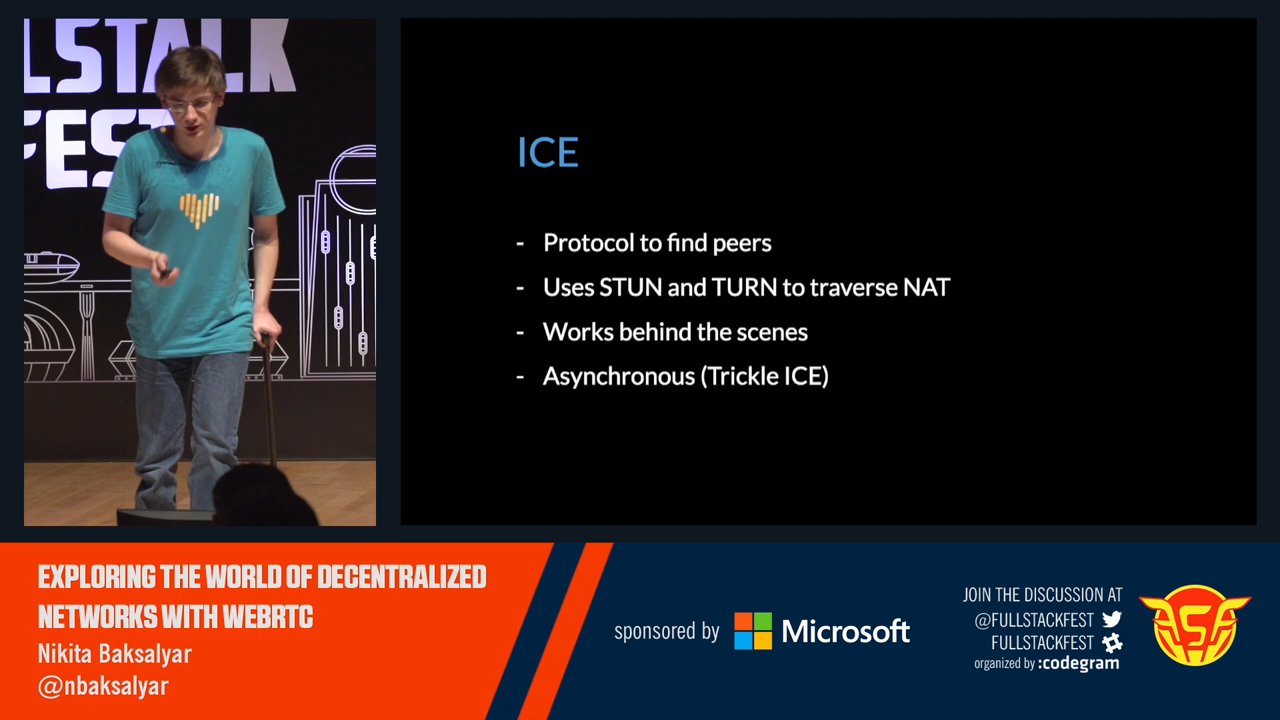 LSTALK
FEST
ICE
- Protocol to find peers
- Uses STUN and TURN to traverse NAT
- Works behind the scenes
- Asynchronous (Trickle ICE)
EXPLORING THE WORLD OF DECENTRALIZED
NETWORKS WITH WEBRTC
Nikita Baksalyar
@nbaksalyar
sponsored by Microsoft
JOIN THE DISCUSSION AT
@FULLSTACKFEST
FULLSTACKFEST
organized by :codegram
FSF